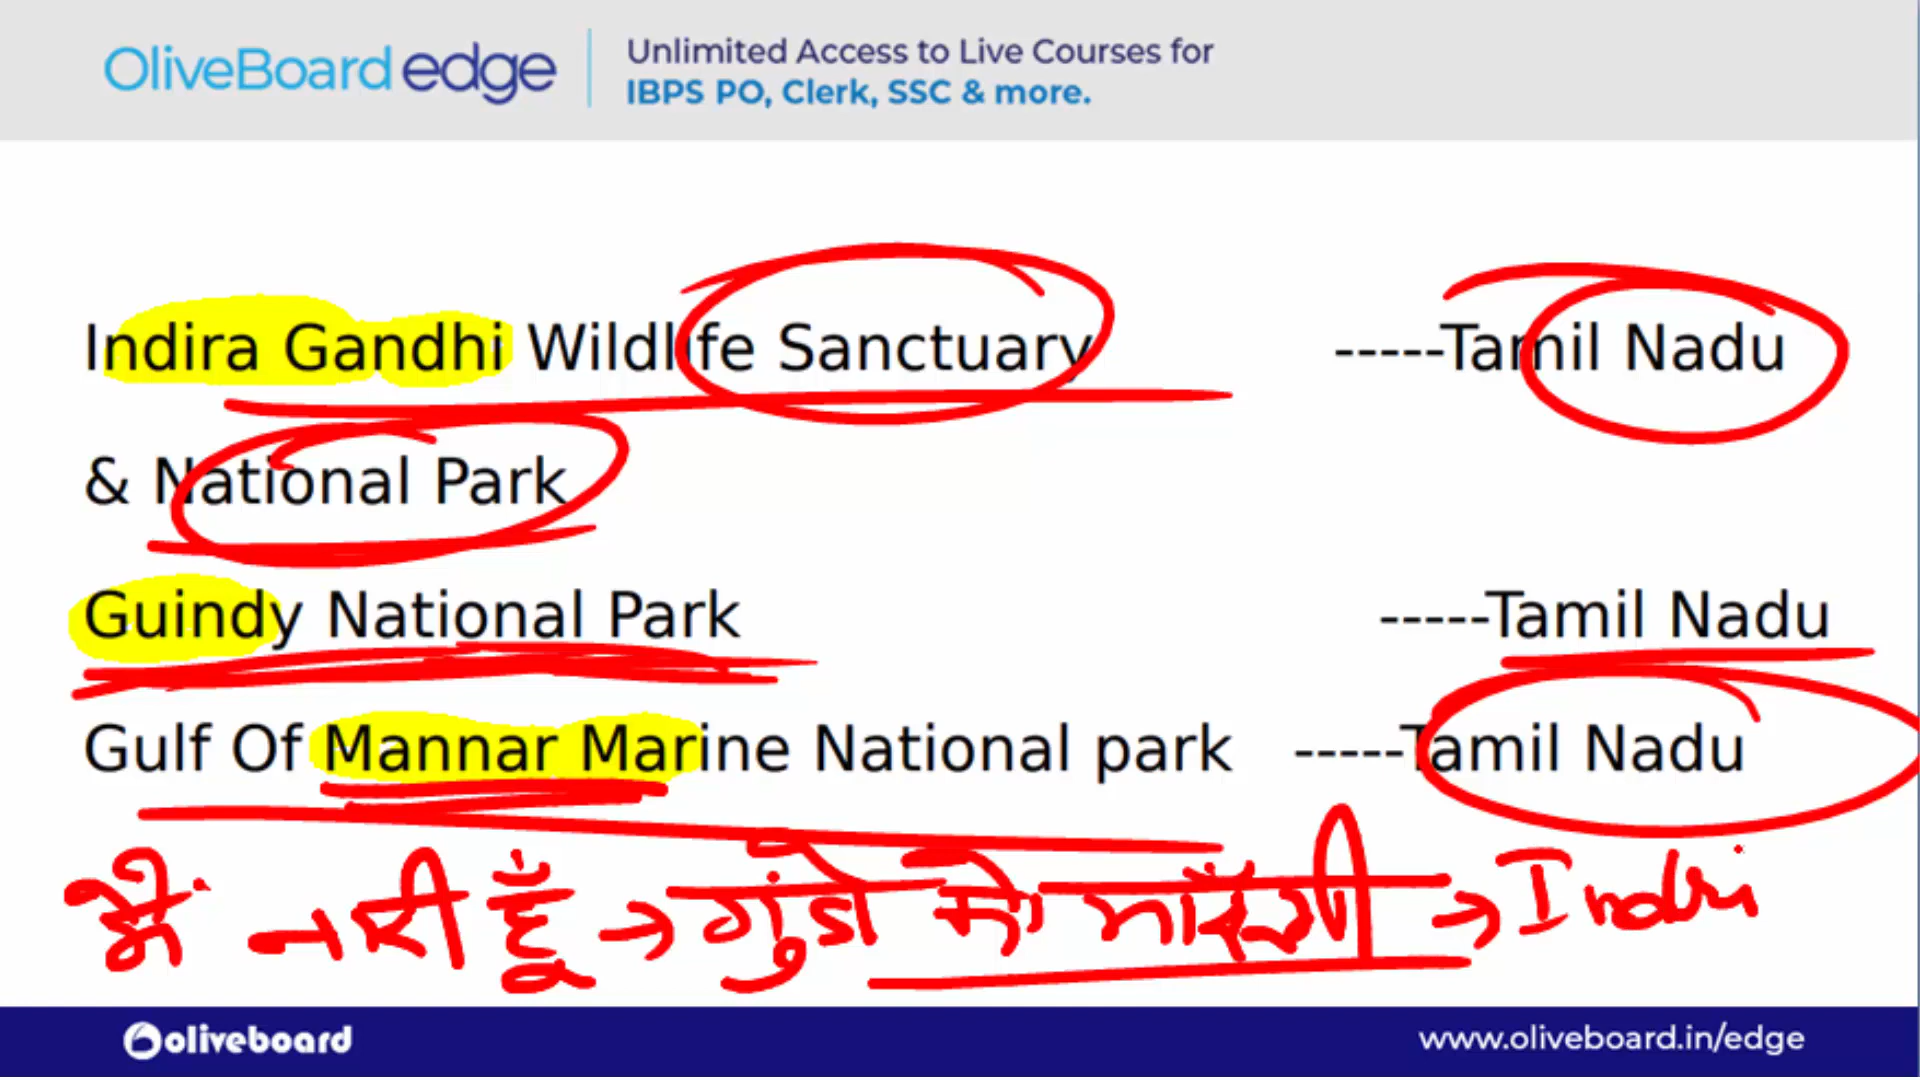 OliveBoard edge
Unlimited Access to Live Courses for
IBPS PO, Clerk, SSC & more.
Indira Gandhi Wildlife Sanctuary -----Tamil Nadu
& National Park
Guindy National Park -----Tamil Nadu
Gulf Of Mannar Marine National park -----Tamil Nadu
मैं → हूँ → गुंडों को →
oliveboard www.oliveboard.in/edge